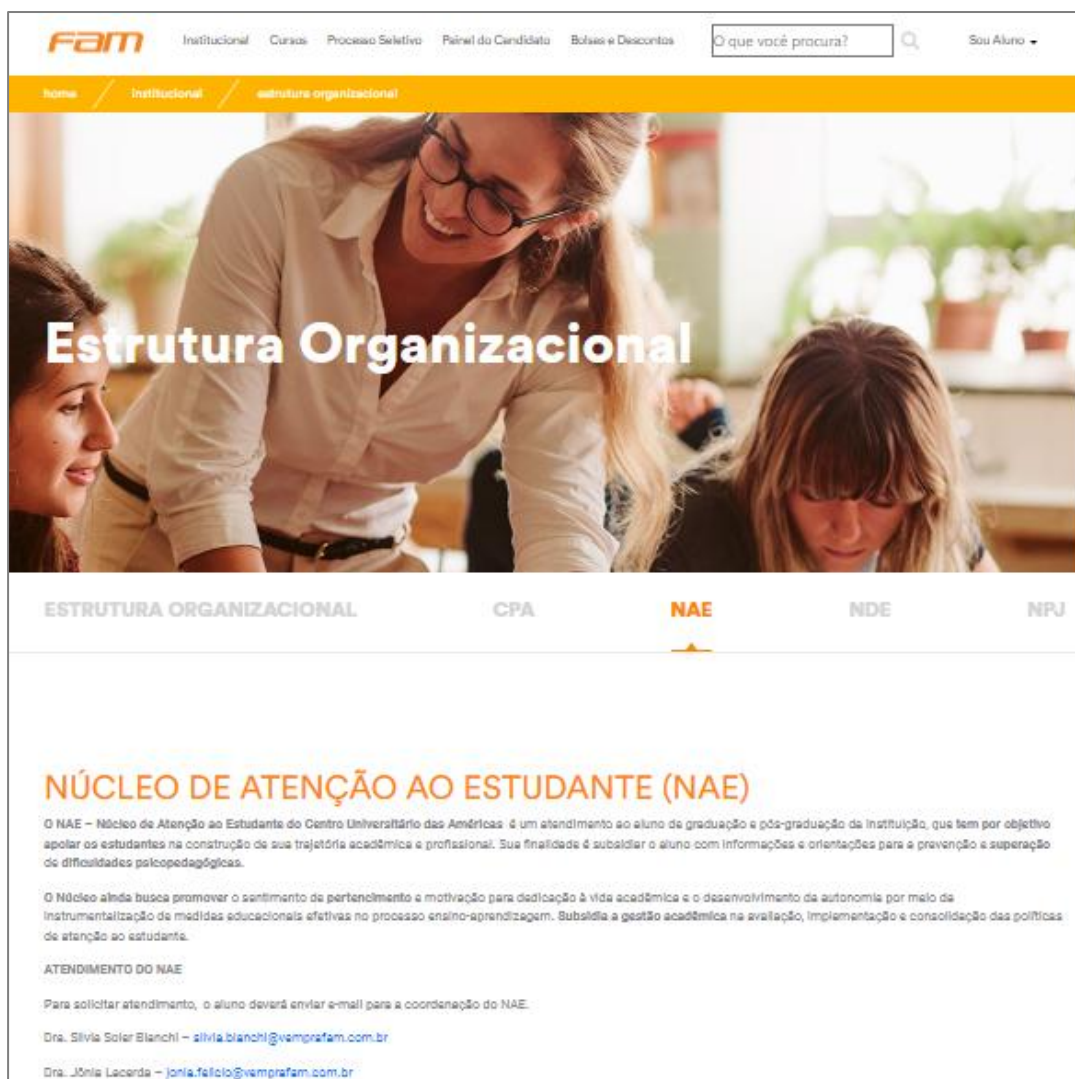 Fam
Institucional Cursos Processo Seletivo Painel do Candidato Bolsas e Descontos O que você procura? Sou Aluno
home / institucional / estrutura organizacional
Estrutura Organizacional
ESTRUTURA ORGANIZACIONAL CPA NAE NDE NPJ
NÚCLEO DE ATENÇÃO AO ESTUDANTE (NAE)
O NAE – Núcleo de Atenção ao Estudante do Centro Universitário das Américas é um atendimento ao aluno de graduação e pós-graduação da instituição, que tem por objetivo
apoiar os estudantes na construção de sua trajetória acadêmica e profissional. Sua finalidade é subsidiar o aluno com informações e orientações para a prevenção e superação
de dificuldades psicopedagógicas.
O Núcleo ainda busca promover o sentimento de pertencimento e motivação para dedicação à vida acadêmica e o desenvolvimento da autonomia por meio da
instrumentalização de medidas educacionais efetivas no processo ensino-aprendizagem. Subsidia a gestão acadêmica na avaliação, implementação e consolidação das políticas
de atenção ao estudante.
ATENDIMENTO DO NAE
Para solicitar atendimento, o aluno deverá enviar e-mail para a coordenação do NAE.
Dra. Silvia Soler Bianchi – silvia.bianchi@vemprafam.com.br
Dra. Jônia Lacerda – jonia.felicio@vemprafam.com.br